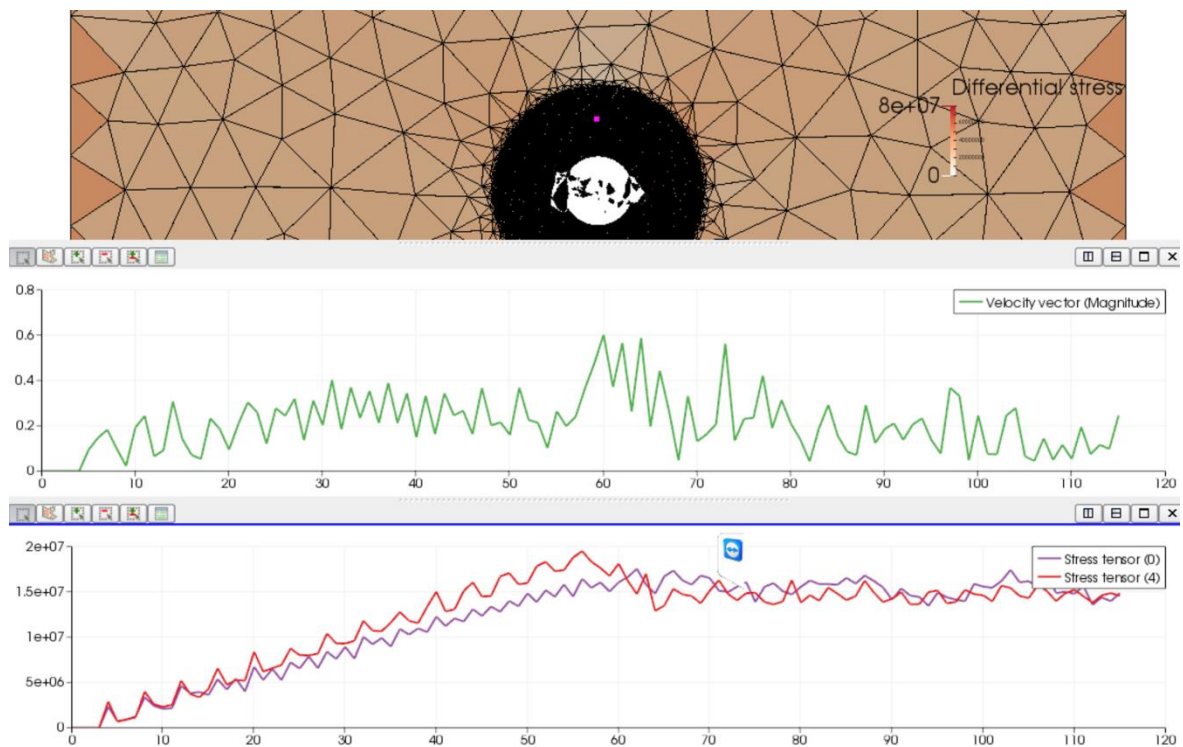 Differential stress
8e+07
60000000
40000000
20000000
0
0.8
Velocity vector (Magnitude)
0.6
0.4
0.2
0
0 10 20 30 40 50 60 70 80 90 100 110 120
2e+07
Stress tensor (0)
Stress tensor (4)
1.5e+07
1e+07
5e+06
0
0 10 20 30 40 50 60 70 80 90 100 110 120